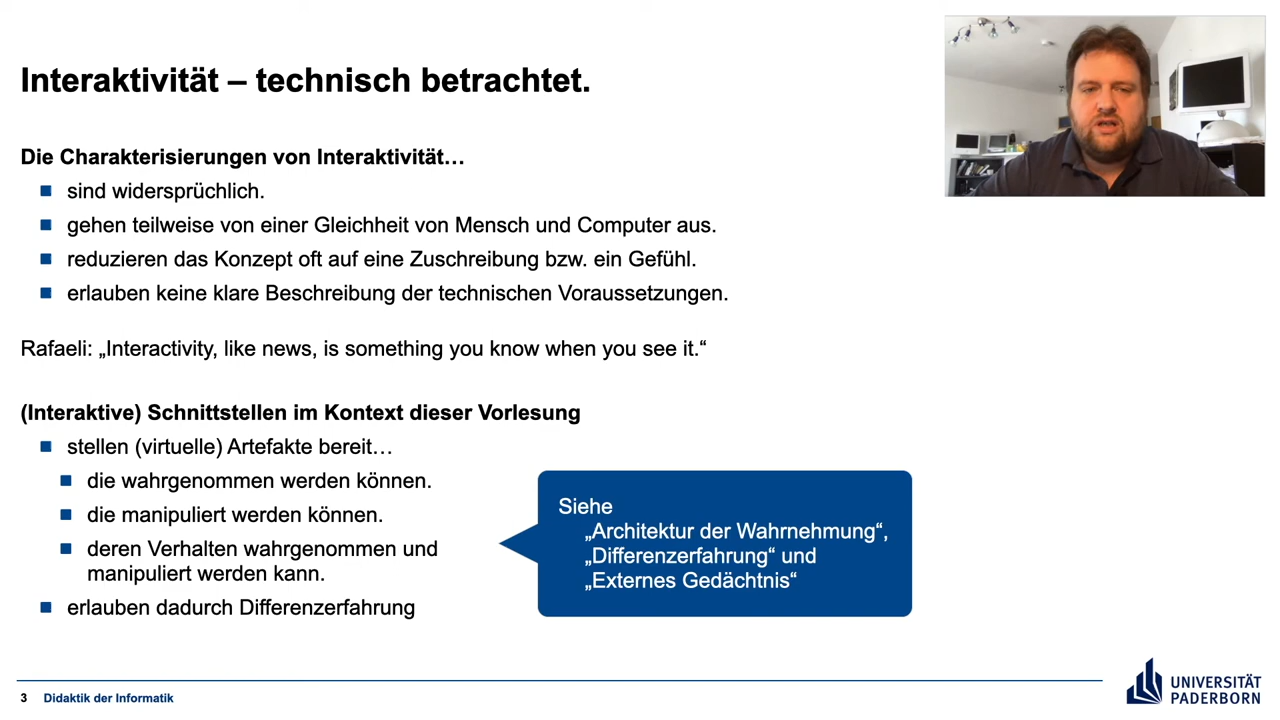 Interaktivität – technisch betrachtet.
Die Charakterisierungen von Interaktivität…
sind widersprüchlich.
gehen teilweise von einer Gleichheit von Mensch und Computer aus.
reduzieren das Konzept oft auf eine Zuschreibung bzw. ein Gefühl.
erlauben keine klare Beschreibung der technischen Voraussetzungen.
Rafaeli: „Interactivity, like news, is something you know when you see it.“
(Interaktive) Schnittstellen im Kontext dieser Vorlesung
stellen (virtuelle) Artefakte bereit…
die wahrgenommen werden können.
die manipuliert werden können.
deren Verhalten wahrgenommen und
manipuliert werden kann.
erlauben dadurch Differenzerfahrung
Siehe
„Architektur der Wahrnehmung“,
„Differenzerfahrung“ und
„Externes Gedächtnis“
3 Didaktik der Informatik
UNIVERSITÄT
PADERBORN